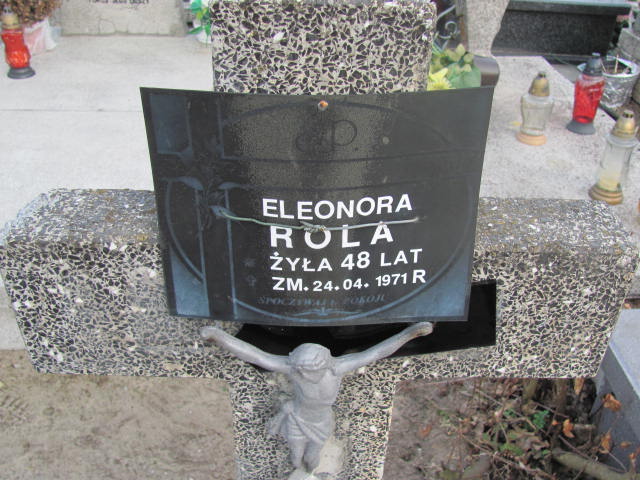 Ś.P.
ELEONORA
ROLA
ŻYŁA 48 LAT
ZM. 24.04.1971 R
SPOCZYWAJ W POKOJU